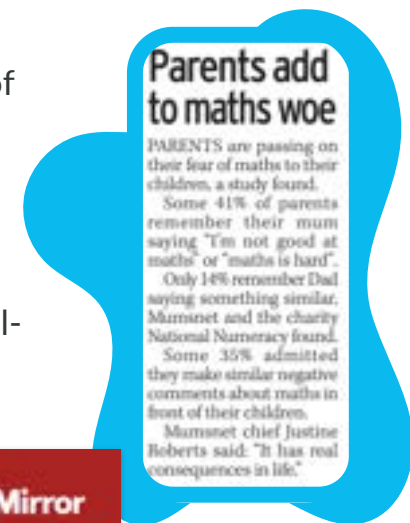 of
l-
Parents add
to maths woe
PARENTS are passing on
their fear of maths to their
children, a study found.
Some 41% of parents
remember their mum
saying "I'm not good at
maths" or "maths is hard".
Only 14% remember Dad
saying something similar,
Mumsnet and the charity
National Numeracy found.
Some 35% admitted
they make similar negative
comments about maths in
front of their children.
Mumsnet chief Justine
Roberts said: "It has real
consequences in life."
Mirror